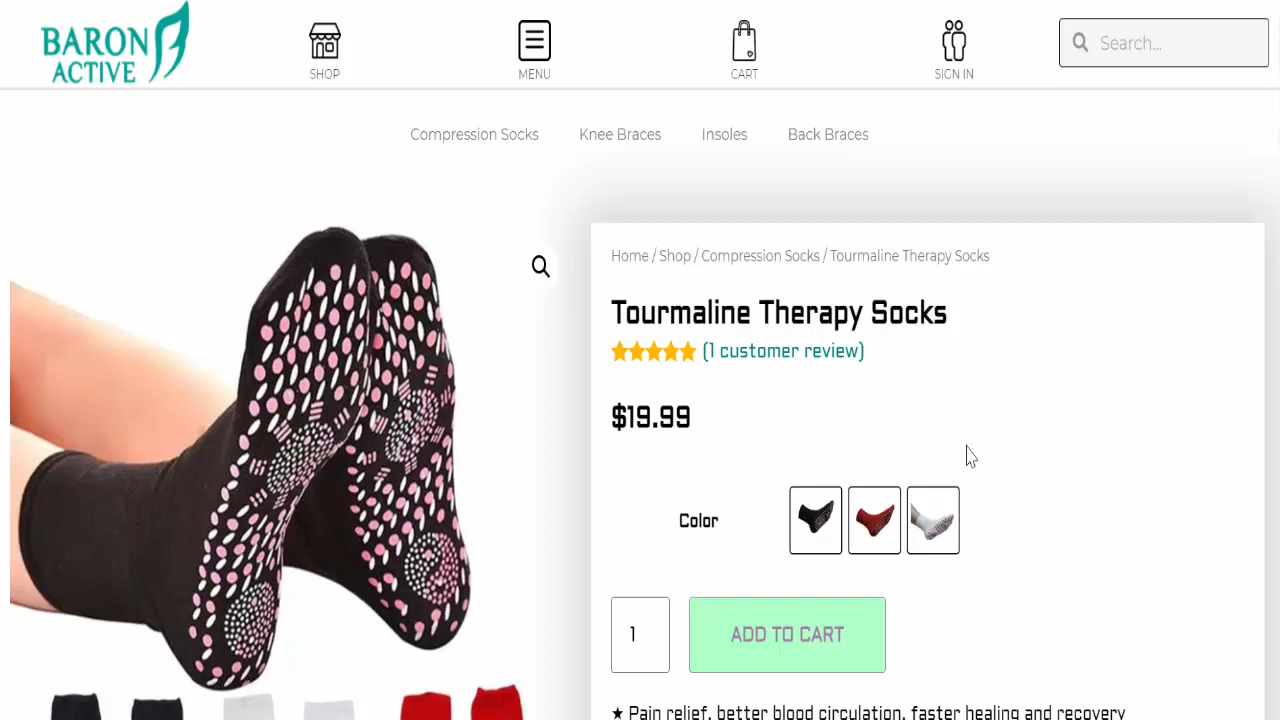 BARON
ACTIVE
SHOP
MENU
CART
SIGN IN
Search...
Compression Socks
Knee Braces
Insoles
Back Braces
Home / Shop / Compression Socks / Tourmaline Therapy Socks
Tourmaline Therapy Socks
(1 customer review)
$19.99
Color
1
ADD TO CART
★ Pain relief, better blood circulation, faster healing and recovery